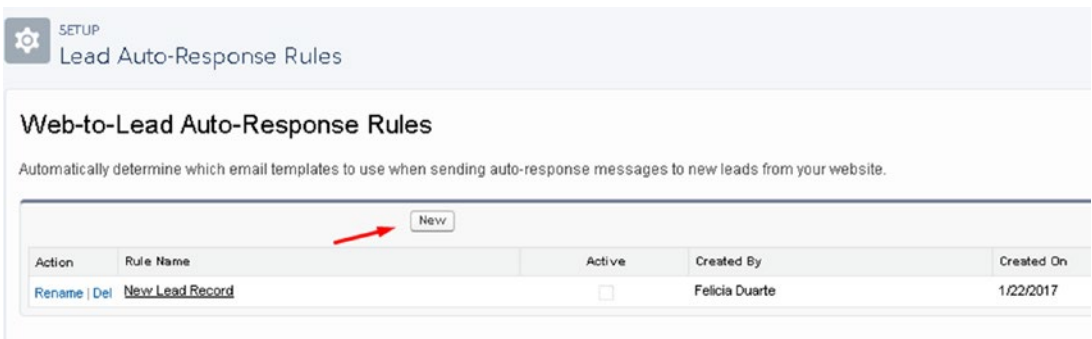 SETUP
Lead Auto-Response Rules
Web-to-Lead Auto-Response Rules
Automatically determine which email templates to use when sending auto-response messages to new leads from your website.
New
Action Rule Name Active Created By Created On
Rename | Del New Lead Record Felicia Duarte 1/22/2017